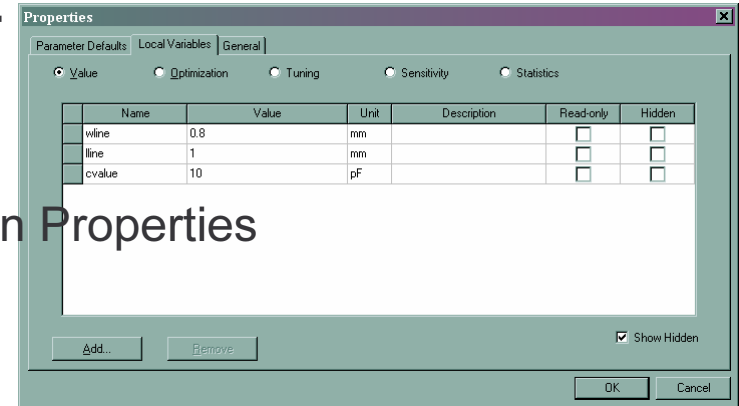 Properties
Parameter Defaults Local Variables General
Value Optimization Tuning Sensitivity Statistics
Name Value Unit Description Read-only Hidden
wline 0.8 mm
lline 1 mm
cvalue 10 pF
n Properties
Show Hidden
Add... Remove
OK Cancel